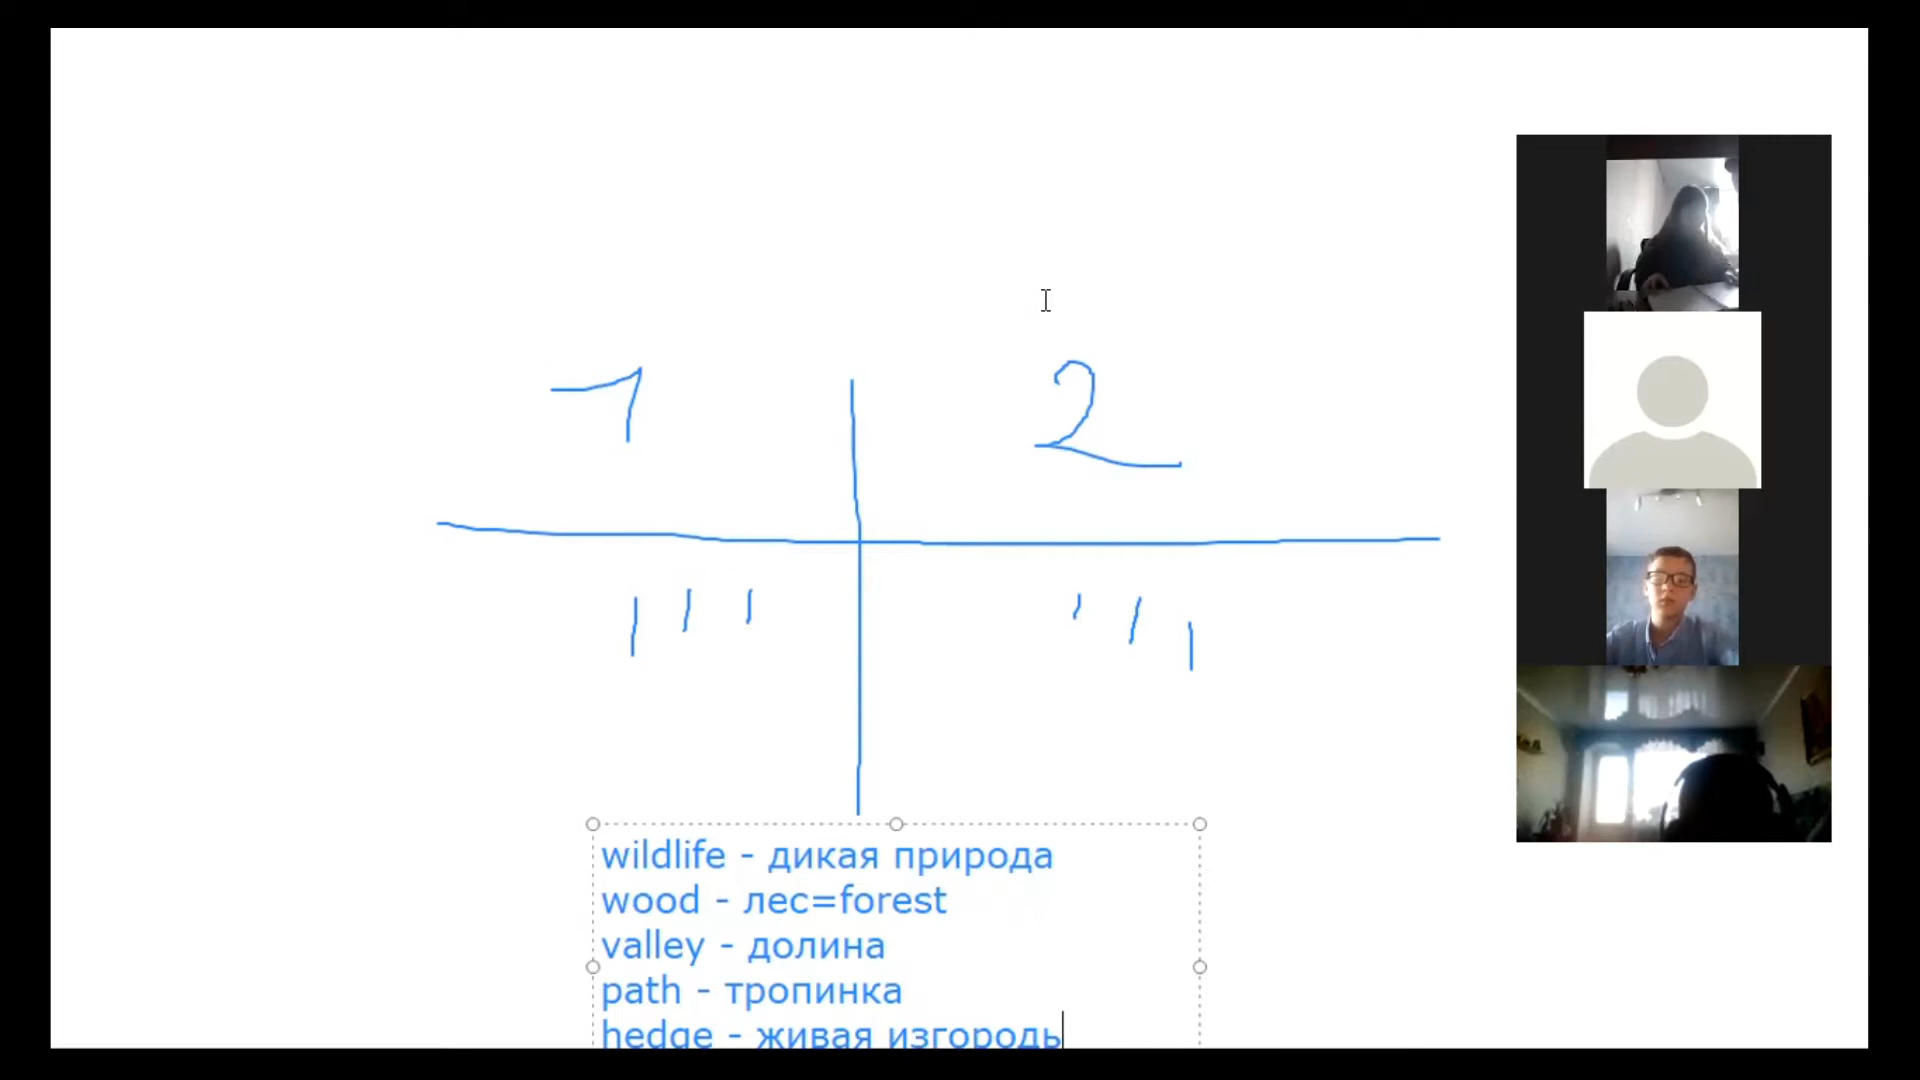 1 2
wildlife - дикая природа
wood - лес=forest
valley - долина
path - тропинка
hedge - живая изгородь